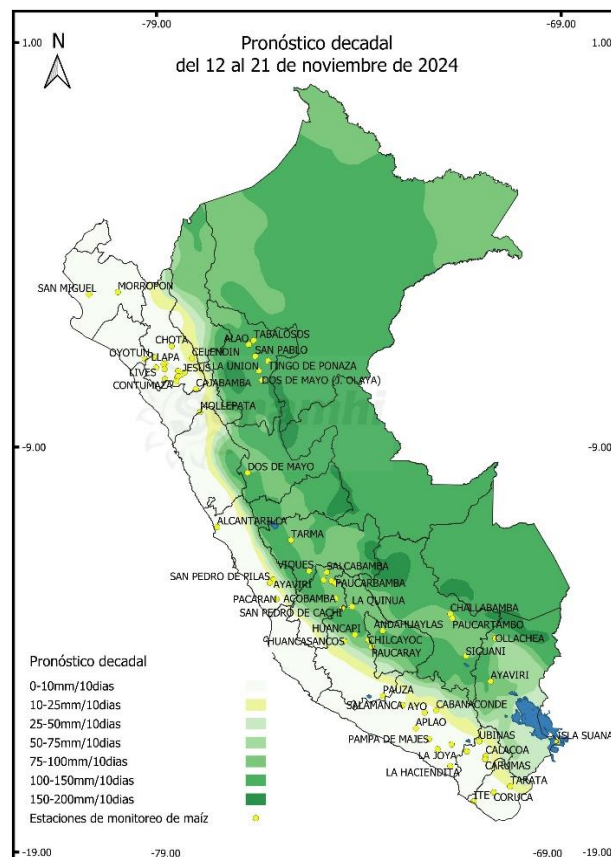 -79.00
-69.00
1.00
1.00
N
Pronóstico decadal
del 12 al 21 de noviembre de 2024
SAN MIGUEL
MORROPON
CHOTA
ALAO
TABALOSOS
OYOTUN
LLAPA
CELENDIN
SAN PABLO
LIVES
JESUS
LA UNION
TINGO DE PONAZA
CONTUMAZA
CAJABAMBA
DOS DE MAYO (J. OLAYA)
MOLLEPATA
-9.00
-9.00
DOS DE MAYO
ALCANTARILLA
TARMA
VIQUES
SALCABAMBA
SAN PEDRO DE PILAS
AYAVIRI
PAUCARBAMBA
PACARAN
ACOBAMBA
LA QUINUA
SAN PEDRO DE CACHI
CHALLABAMBA
PAUCARTAMBO
HUANCAPI
ANDAHUAYLAS
OLLACHEA
HUANCASANCOS
CHILCAYOC
PAUCARAY
SICUANI
AYAVIRI
Pronóstico decadal
PAUZA
0-10mm/10dias
SALAMANCA
AYO
CABANACONDE
10-25mm/10dias
APLAO
ISLA SUANA
25-50mm/10dias
PAMPA DE MAJES
UBINAS
50-75mm/10dias
LA JOYA
CALACOA
75-100mm/10dias
LA HACIENDITA
CARUMAS
100-150mm/10dias
TARATA
150-200mm/10dias
ITE
CORUCA
Estaciones de monitoreo de maíz
-19.00
-19.00
-79.00
-69.00